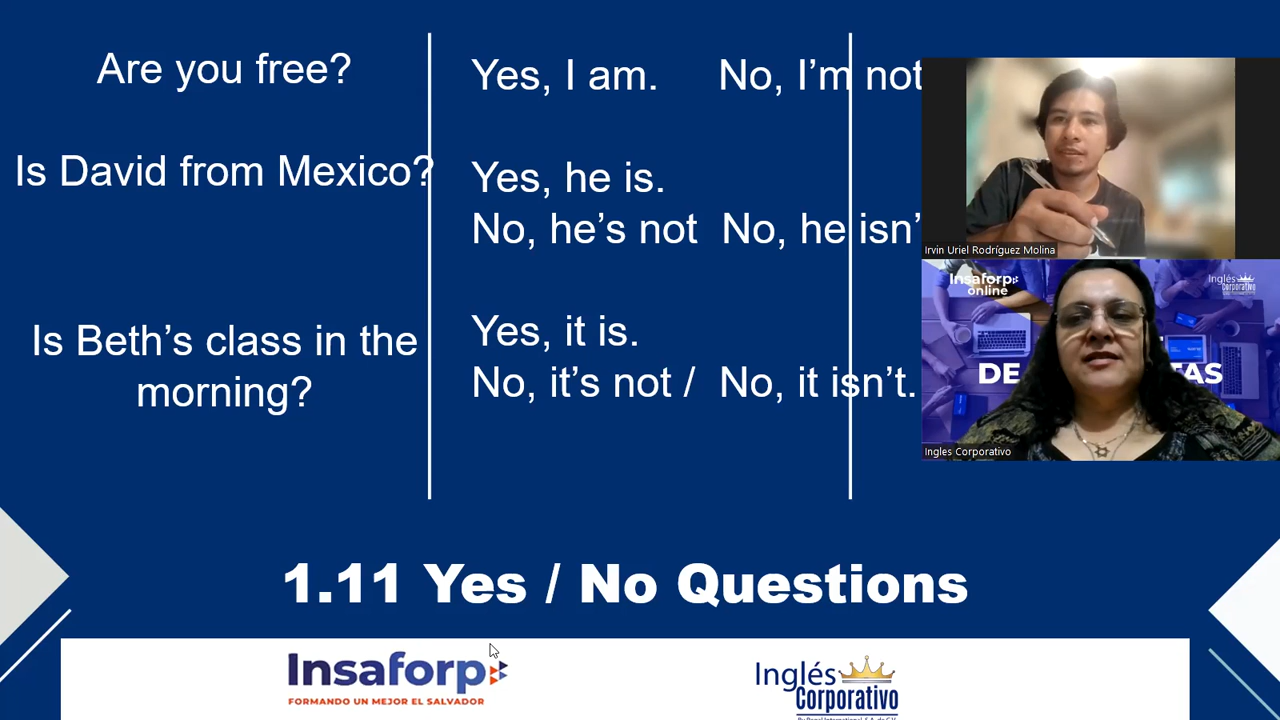 Are you free?
Yes, I am. No, I'm not
Is David from Mexico?
Yes, he is.
No, he's not No, he isn'
Is Beth's class in the
morning?
Yes, it is.
No, it's not / No, it isn't.
Irvin Uriel Rodríguez Molina
Insaforp
online
Inglés
Corporativo
DE
TAS
Ingles Corporativo
1.11 Yes / No Questions
Insaforp
FORMANDO UN MEJOR EL SALVADOR
Inglés
Corporativo